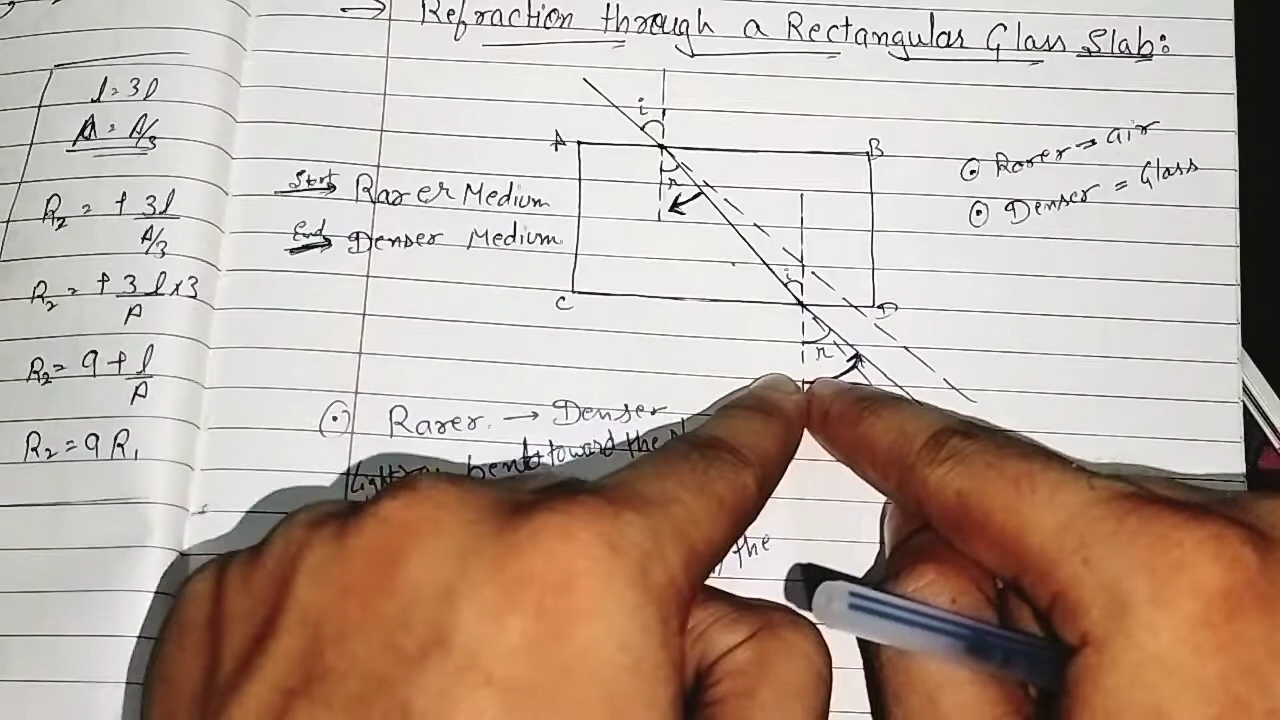 → Refraction through a Rectangular Glass Slab:
l = 3l
A = A/3
R₂ = f 3l / A/3
R₂ = f 3 l x 3 / A
R₂ = 9 f l / A
R₂ = 9 R₁
Start → Rarer Medium
End → Denser Medium
i
A
B
r
i
C
D
r
⊙ Rarer = air
⊙ Denser = Glass
⊙ Rarer → Denser
bent toward the
the